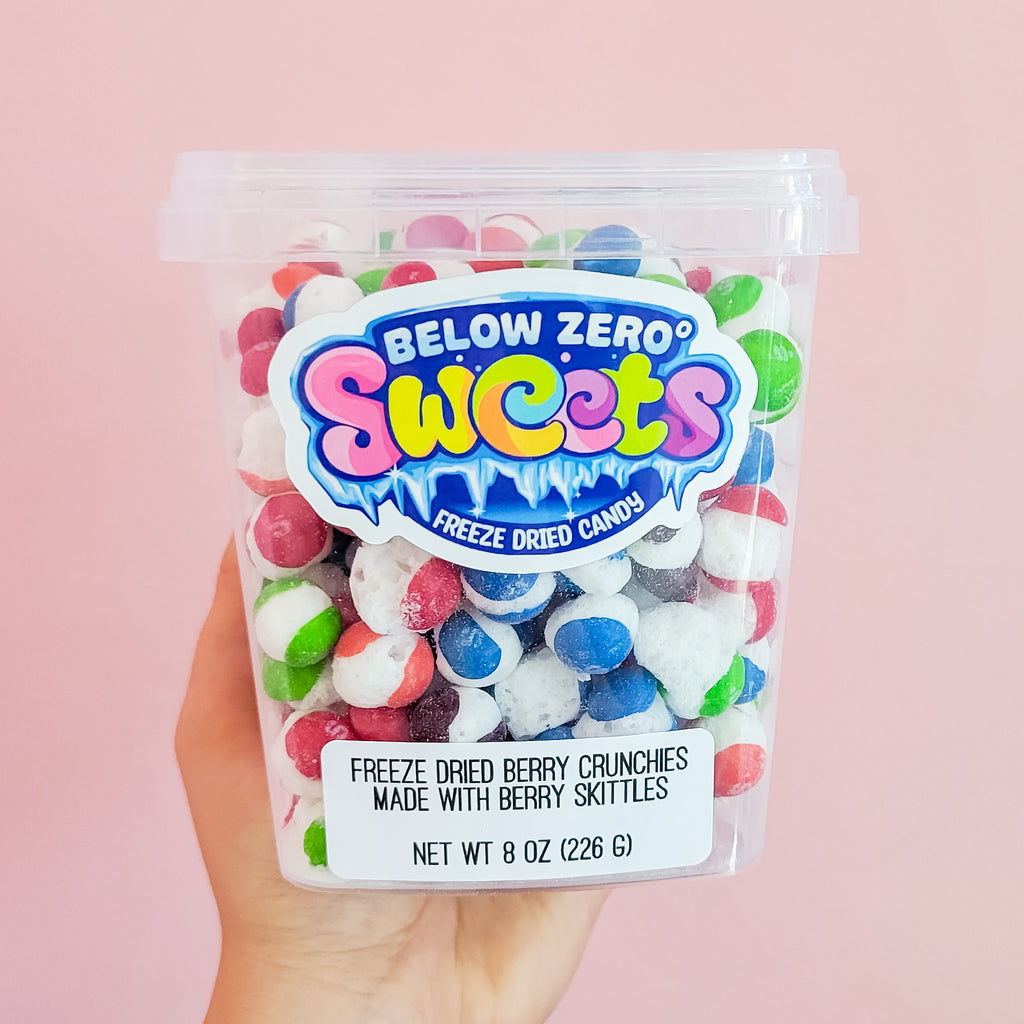 BELOW ZERO°
Sweets
FREEZE DRIED CANDY
FREEZE DRIED BERRY CRUNCHIES
MADE WITH BERRY SKITTLES
NET WT 8 OZ (226 G)